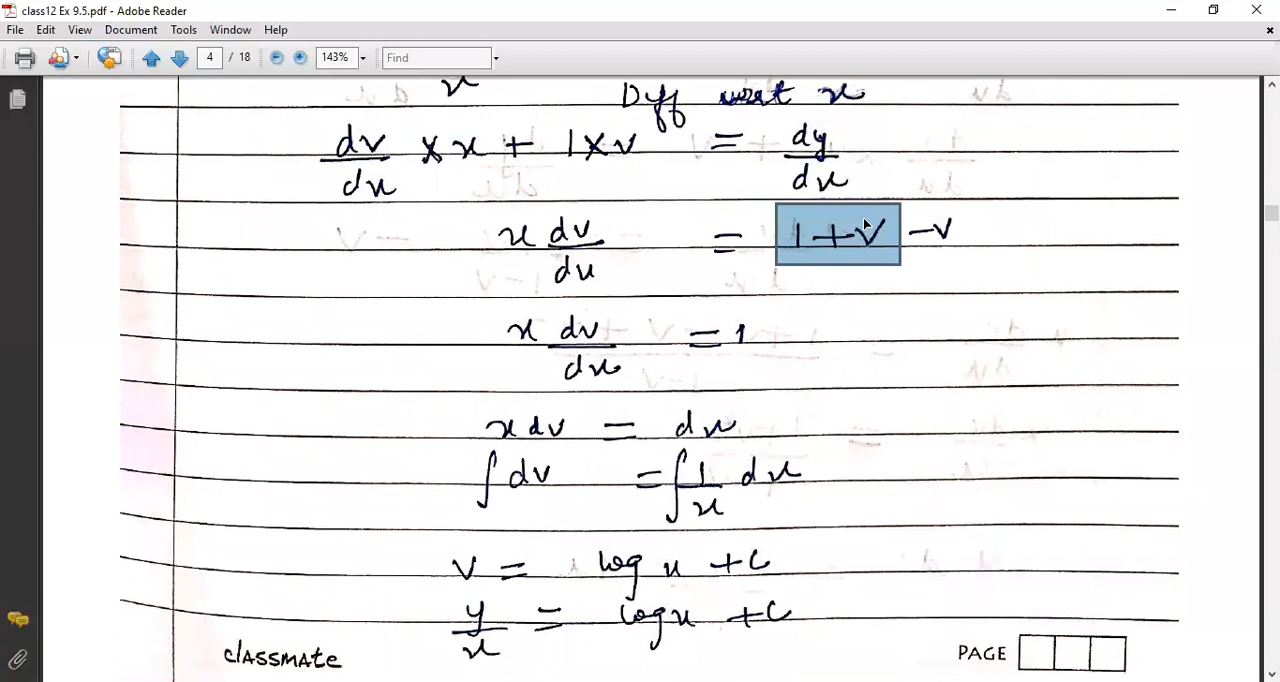 class12 Ex 9.5.pdf - Adobe Reader
File Edit View Document Tools Window Help
4 / 18 143% Find
x Diff wrt x
dv/dx × x + 1×v = dy/dx
x dv/dx = 1+v -v
x dv/dx = 1
x dv = dx
∫ dv = ∫ 1/x dx
v = log x + c
y/x = log x + c
classmate PAGE